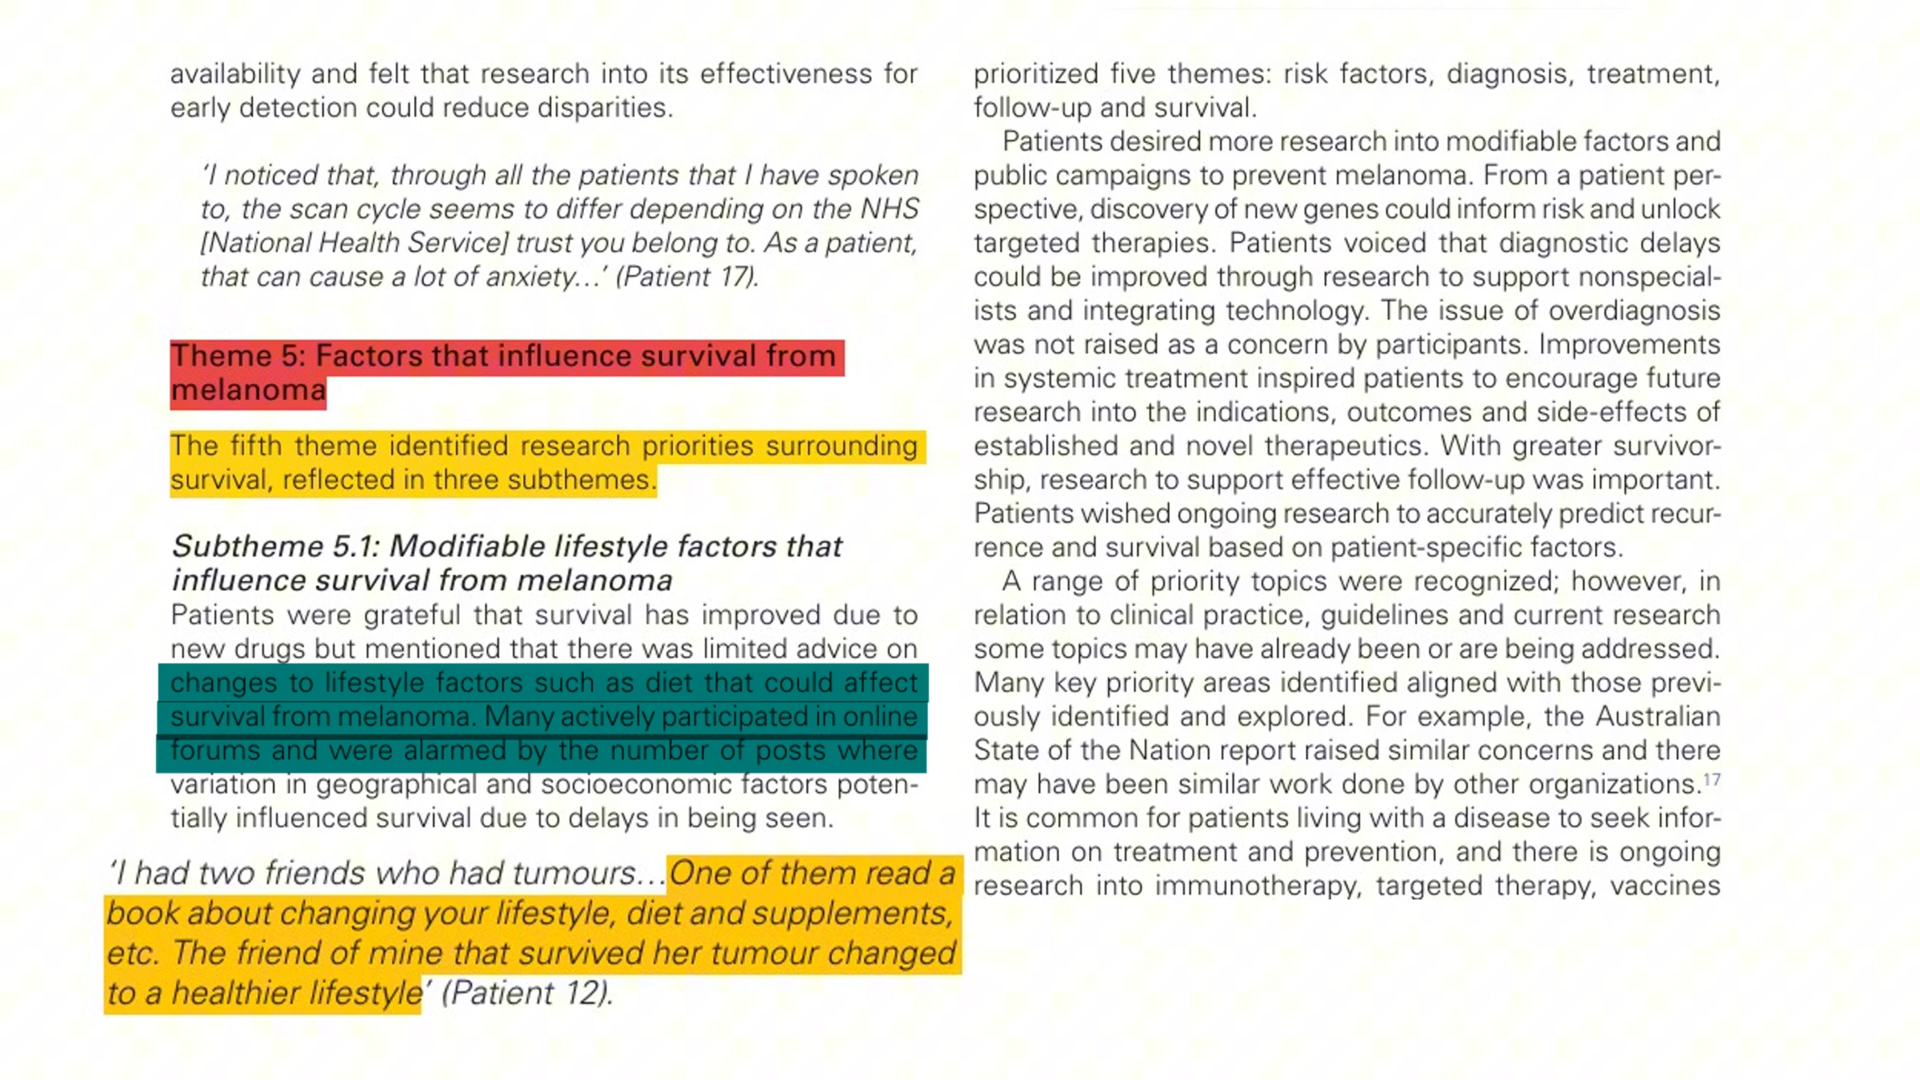 availability and felt that research into its effectiveness for
early detection could reduce disparities.
‘I noticed that, through all the patients that I have spoken
to, the scan cycle seems to differ depending on the NHS
[National Health Service] trust you belong to. As a patient,
that can cause a lot of anxiety…’ (Patient 17).
Theme 5: Factors that influence survival from
melanoma
The fifth theme identified research priorities surrounding
survival, reflected in three subthemes.
Subtheme 5.1: Modifiable lifestyle factors that
influence survival from melanoma
Patients were grateful that survival has improved due to
new drugs but mentioned that there was limited advice on
changes to lifestyle factors such as diet that could affect
survival from melanoma. Many actively participated in online
forums and were alarmed by the number of posts where
variation in geographical and socioeconomic factors poten-
tially influenced survival due to delays in being seen.
‘I had two friends who had tumours…One of them read a
book about changing your lifestyle, diet and supplements,
etc. The friend of mine that survived her tumour changed
to a healthier lifestyle’ (Patient 12).
prioritized five themes: risk factors, diagnosis, treatment,
follow-up and survival.
Patients desired more research into modifiable factors and
public campaigns to prevent melanoma. From a patient per-
spective, discovery of new genes could inform risk and unlock
targeted therapies. Patients voiced that diagnostic delays
could be improved through research to support nonspecial-
ists and integrating technology. The issue of overdiagnosis
was not raised as a concern by participants. Improvements
in systemic treatment inspired patients to encourage future
research into the indications, outcomes and side-effects of
established and novel therapeutics. With greater survivor-
ship, research to support effective follow-up was important.
Patients wished ongoing research to accurately predict recur-
rence and survival based on patient-specific factors.
A range of priority topics were recognized; however, in
relation to clinical practice, guidelines and current research
some topics may have already been or are being addressed.
Many key priority areas identified aligned with those previ-
ously identified and explored. For example, the Australian
State of the Nation report raised similar concerns and there
may have been similar work done by other organizations.17
It is common for patients living with a disease to seek infor-
mation on treatment and prevention, and there is ongoing
research into immunotherapy, targeted therapy, vaccines